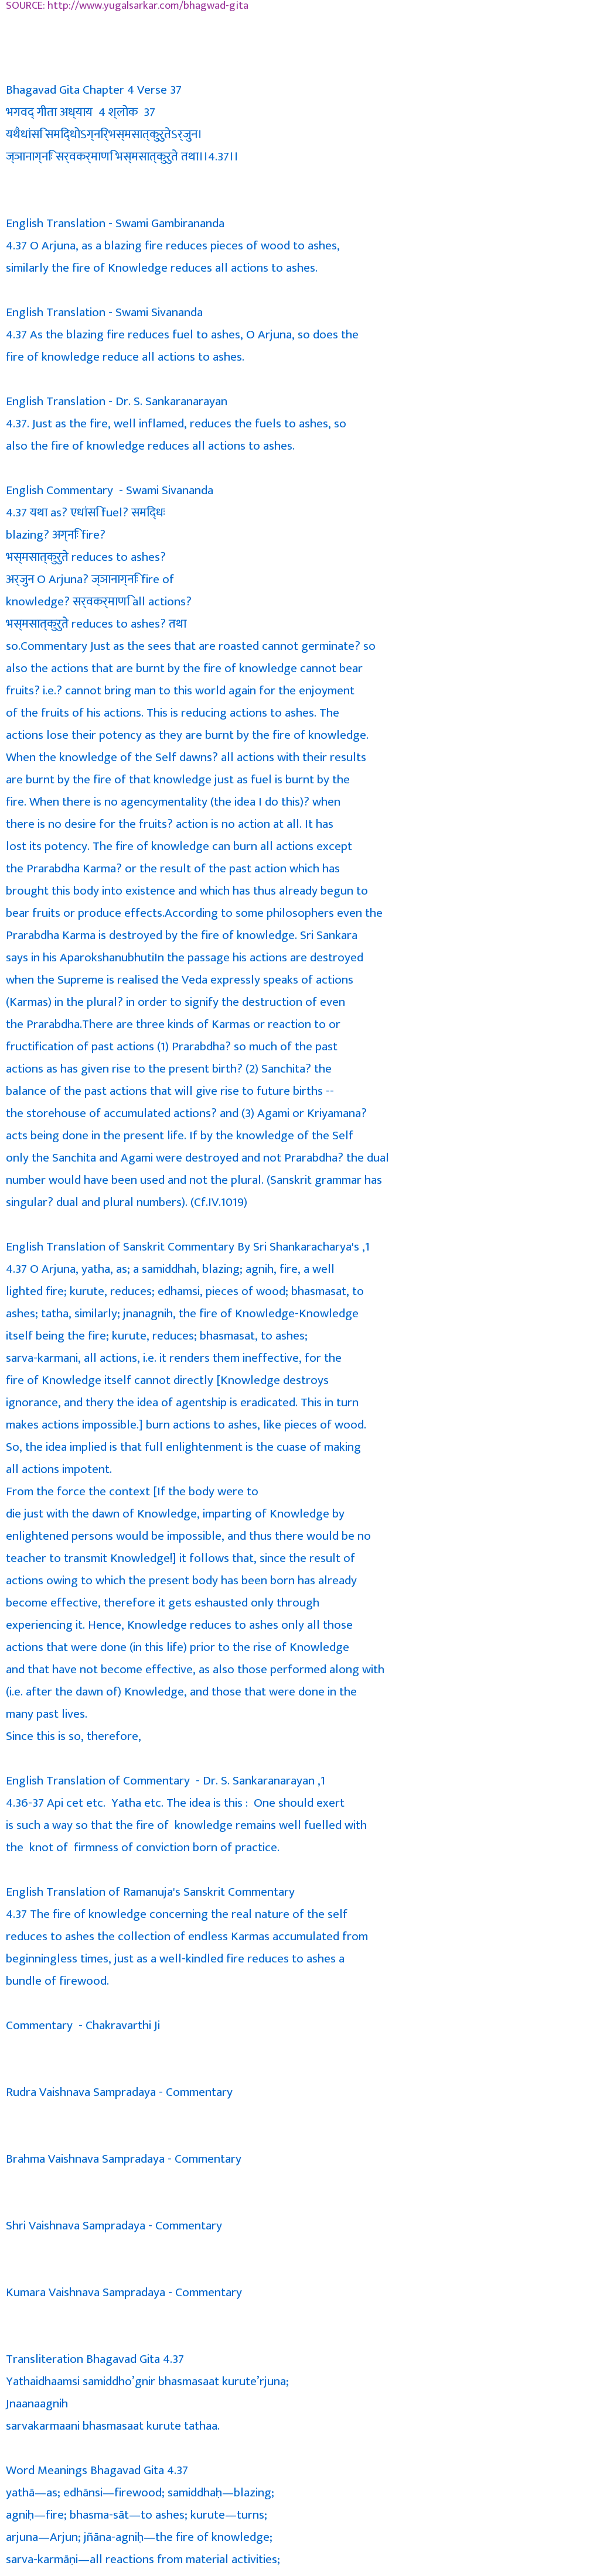 SOURCE: http://www.yugalsarkar.com/bhagwad-gita
Bhagavad Gita Chapter 4 Verse 37
भगवद् गीता अध्याय  4 श्लोक  37
यथैधांसि समिद्धोऽग्निर्भस्मसात्कुरुतेऽर्जुन।
ज्ञानाग्निः सर्वकर्माणि भस्मसात्कुरुते तथा।।4.37।।
English Translation - Swami Gambirananda
4.37 O Arjuna, as a blazing fire reduces pieces of wood to ashes,
similarly the fire of Knowledge reduces all actions to ashes.
English Translation - Swami Sivananda
4.37 As the blazing fire reduces fuel to ashes, O Arjuna, so does the
fire of knowledge reduce all actions to ashes.
English Translation - Dr. S. Sankaranarayan
4.37. Just as the fire, well inflamed, reduces the fuels to ashes, so
also the fire of knowledge reduces all actions to ashes.
English Commentary  - Swami Sivananda
4.37 यथा as? एधांसि fuel? समिद्धः
blazing? अग्निः fire?
भस्मसात्कुरुते reduces to ashes?
अर्जुन O Arjuna? ज्ञानाग्निः fire of
knowledge? सर्वकर्माणि all actions?
भस्मसात्कुरुते reduces to ashes? तथा
so.Commentary Just as the sees that are roasted cannot germinate? so
also the actions that are burnt by the fire of knowledge cannot bear
fruits? i.e.? cannot bring man to this world again for the enjoyment
of the fruits of his actions. This is reducing actions to ashes. The
actions lose their potency as they are burnt by the fire of knowledge.
When the knowledge of the Self dawns? all actions with their results
are burnt by the fire of that knowledge just as fuel is burnt by the
fire. When there is no agencymentality (the idea I do this)? when
there is no desire for the fruits? action is no action at all. It has
lost its potency. The fire of knowledge can burn all actions except
the Prarabdha Karma? or the result of the past action which has
brought this body into existence and which has thus already begun to
bear fruits or produce effects.According to some philosophers even the
Prarabdha Karma is destroyed by the fire of knowledge. Sri Sankara
says in his AparokshanubhutiIn the passage his actions are destroyed
when the Supreme is realised the Veda expressly speaks of actions
(Karmas) in the plural? in order to signify the destruction of even
the Prarabdha.There are three kinds of Karmas or reaction to or
fructification of past actions (1) Prarabdha? so much of the past
actions as has given rise to the present birth? (2) Sanchita? the
balance of the past actions that will give rise to future births --
the storehouse of accumulated actions? and (3) Agami or Kriyamana?
acts being done in the present life. If by the knowledge of the Self
only the Sanchita and Agami were destroyed and not Prarabdha? the dual
number would have been used and not the plural. (Sanskrit grammar has
singular? dual and plural numbers). (Cf.IV.1019)
English Translation of Sanskrit Commentary By Sri Shankaracharya's ,1
4.37 O Arjuna, yatha, as; a samiddhah, blazing; agnih, fire, a well
lighted fire; kurute, reduces; edhamsi, pieces of wood; bhasmasat, to
ashes; tatha, similarly; jnanagnih, the fire of Knowledge-Knowledge
itself being the fire; kurute, reduces; bhasmasat, to ashes;
sarva-karmani, all actions, i.e. it renders them ineffective, for the
fire of Knowledge itself cannot directly [Knowledge destroys
ignorance, and thery the idea of agentship is eradicated. This in turn
makes actions impossible.] burn actions to ashes, like pieces of wood.
So, the idea implied is that full enlightenment is the cuase of making
all actions impotent.
From the force the context [If the body were to
die just with the dawn of Knowledge, imparting of Knowledge by
enlightened persons would be impossible, and thus there would be no
teacher to transmit Knowledge!] it follows that, since the result of
actions owing to which the present body has been born has already
become effective, therefore it gets eshausted only through
experiencing it. Hence, Knowledge reduces to ashes only all those
actions that were done (in this life) prior to the rise of Knowledge
and that have not become effective, as also those performed along with
(i.e. after the dawn of) Knowledge, and those that were done in the
many past lives.
Since this is so, therefore,
English Translation of Commentary  - Dr. S. Sankaranarayan ,1
4.36-37 Api cet etc.  Yatha etc. The idea is this :  One should exert
is such a way so that the fire of  knowledge remains well fuelled with
the  knot of  firmness of conviction born of practice.
English Translation of Ramanuja's Sanskrit Commentary
4.37 The fire of knowledge concerning the real nature of the self
reduces to ashes the collection of endless Karmas accumulated from
beginningless times, just as a well-kindled fire reduces to ashes a
bundle of firewood.
Commentary  - Chakravarthi Ji
Rudra Vaishnava Sampradaya - Commentary
Brahma Vaishnava Sampradaya - Commentary
Shri Vaishnava Sampradaya - Commentary
Kumara Vaishnava Sampradaya - Commentary
Transliteration Bhagavad Gita 4.37
Yathaidhaamsi samiddho’gnir bhasmasaat kurute’rjuna;
Jnaanaagnih
sarvakarmaani bhasmasaat kurute tathaa.
Word Meanings Bhagavad Gita 4.37
yathā—as; edhānsi—firewood; samiddhaḥ—blazing;
agniḥ—fire; bhasma-sāt—to ashes; kurute—turns;
arjuna—Arjun; jñāna-agniḥ—the fire of knowledge;
sarva-karmāṇi—all reactions from material activities;